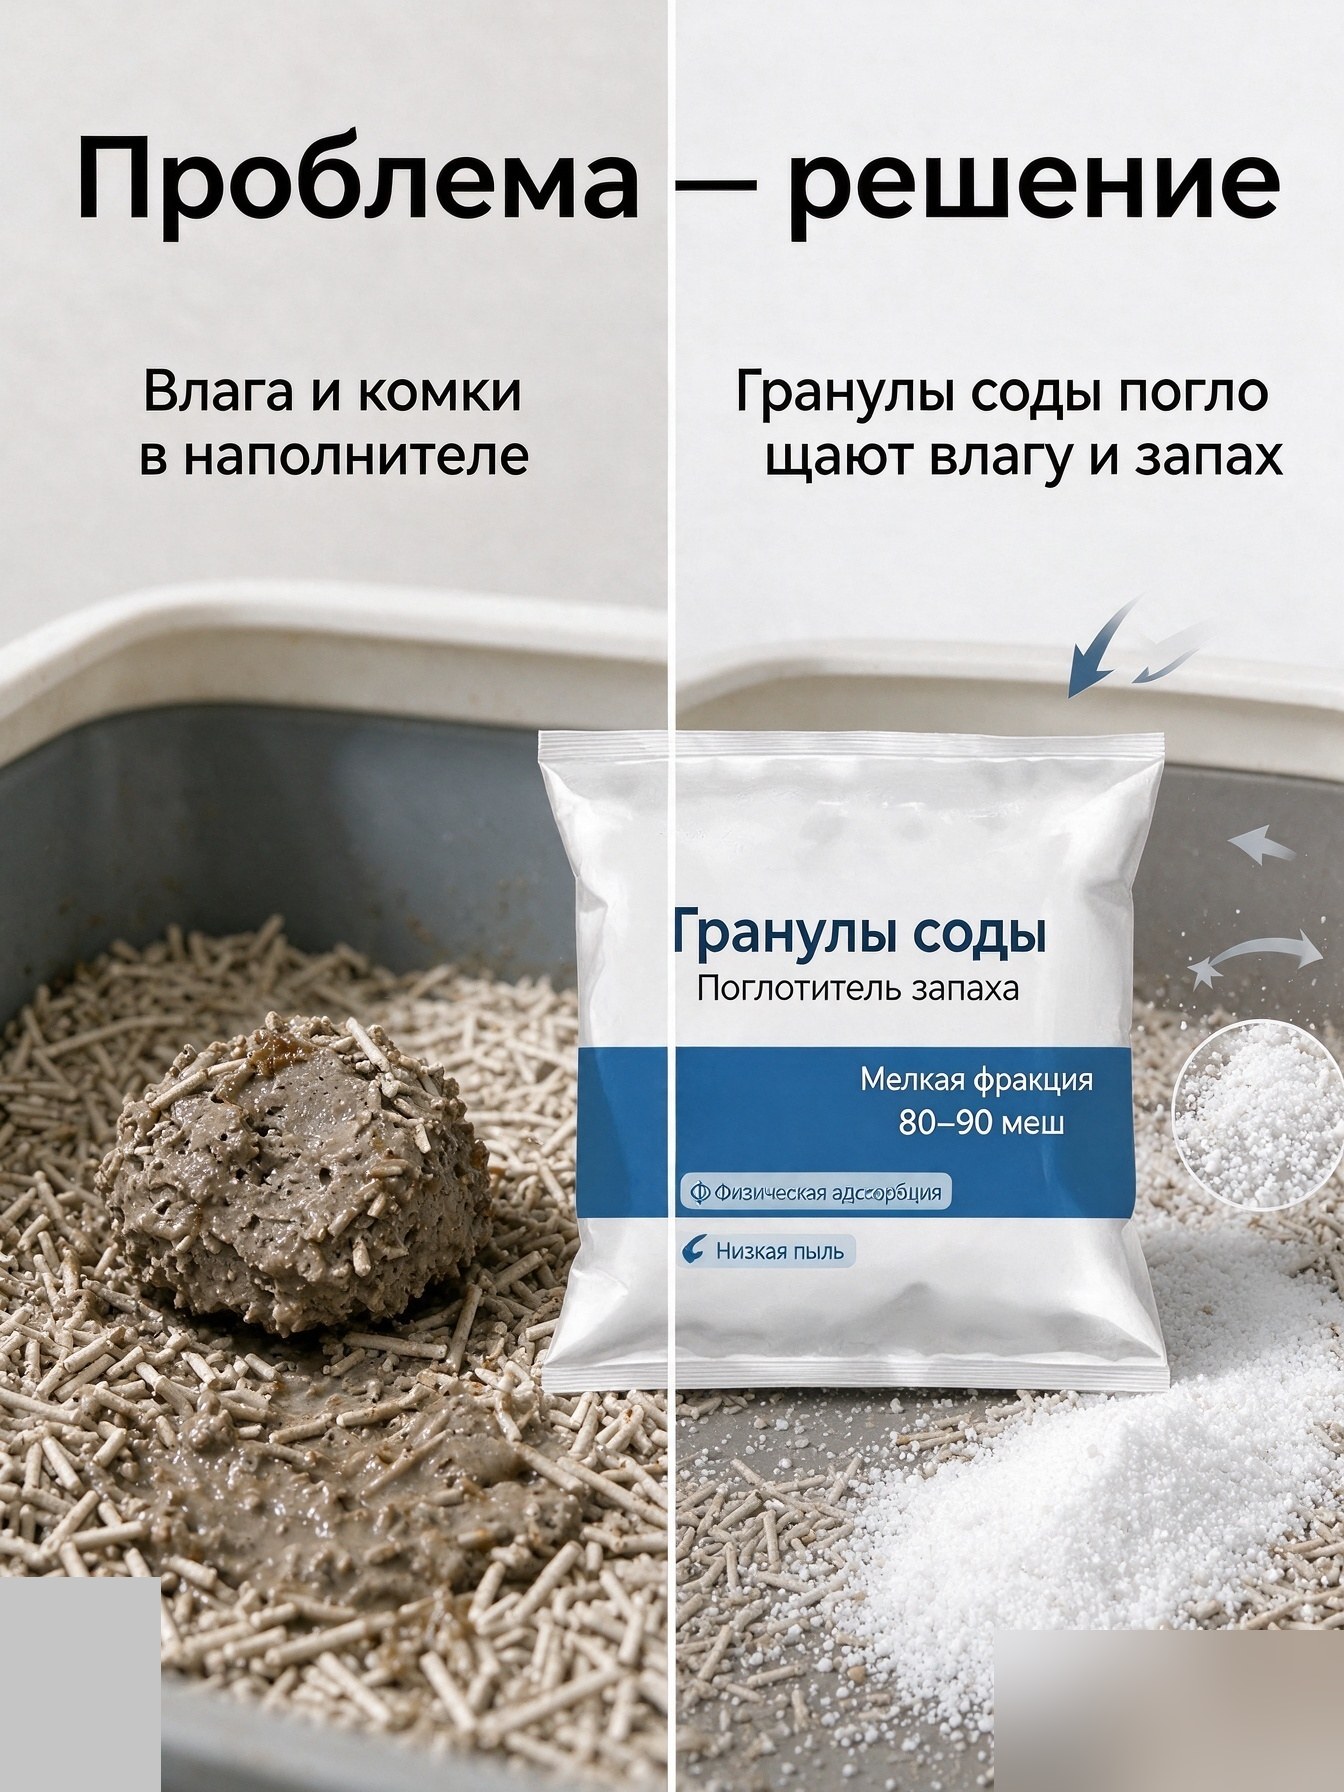 Проблема — решение
Влага и комки
в наполнителе
Гранулы соды погло
щают влагу и запах
Гранулы соды
Поглотитель запаха
Мелкая фракция
80–90 меш
Физическая адссорбция
Низкая пыль